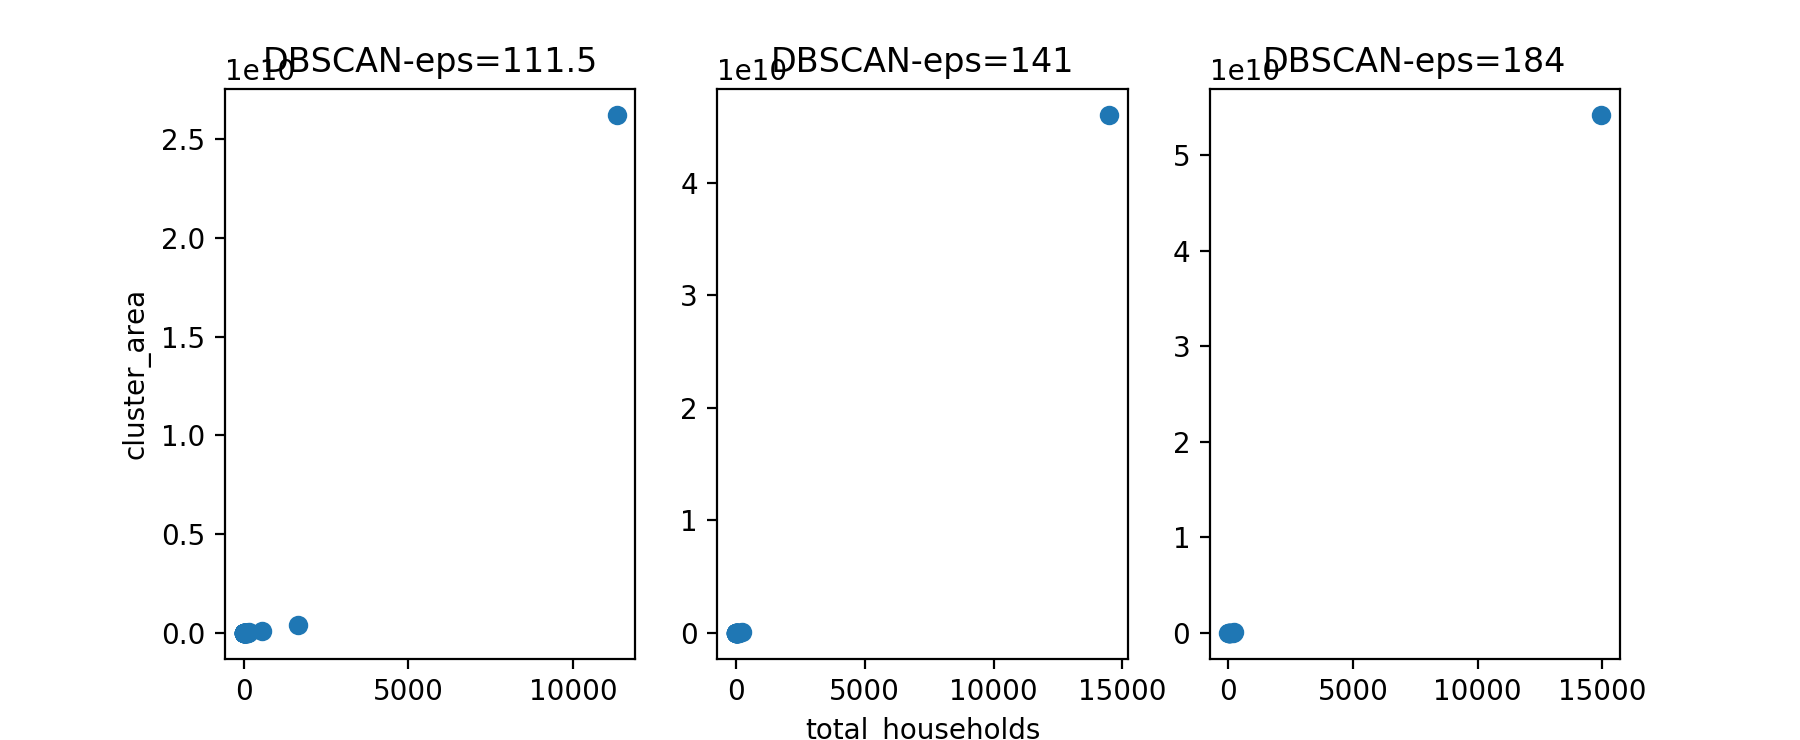 DBSCAN-eps=111.5
1e10
2.5
2.0
1.5
1.0
0.5
0.0
0 5000 10000
cluster_area
DBSCAN-eps=141
1e10
4
3
2
1
0
0 5000 10000 15000
total_households
DBSCAN-eps=184
1e10
5
4
3
2
1
0
0 5000 10000 15000